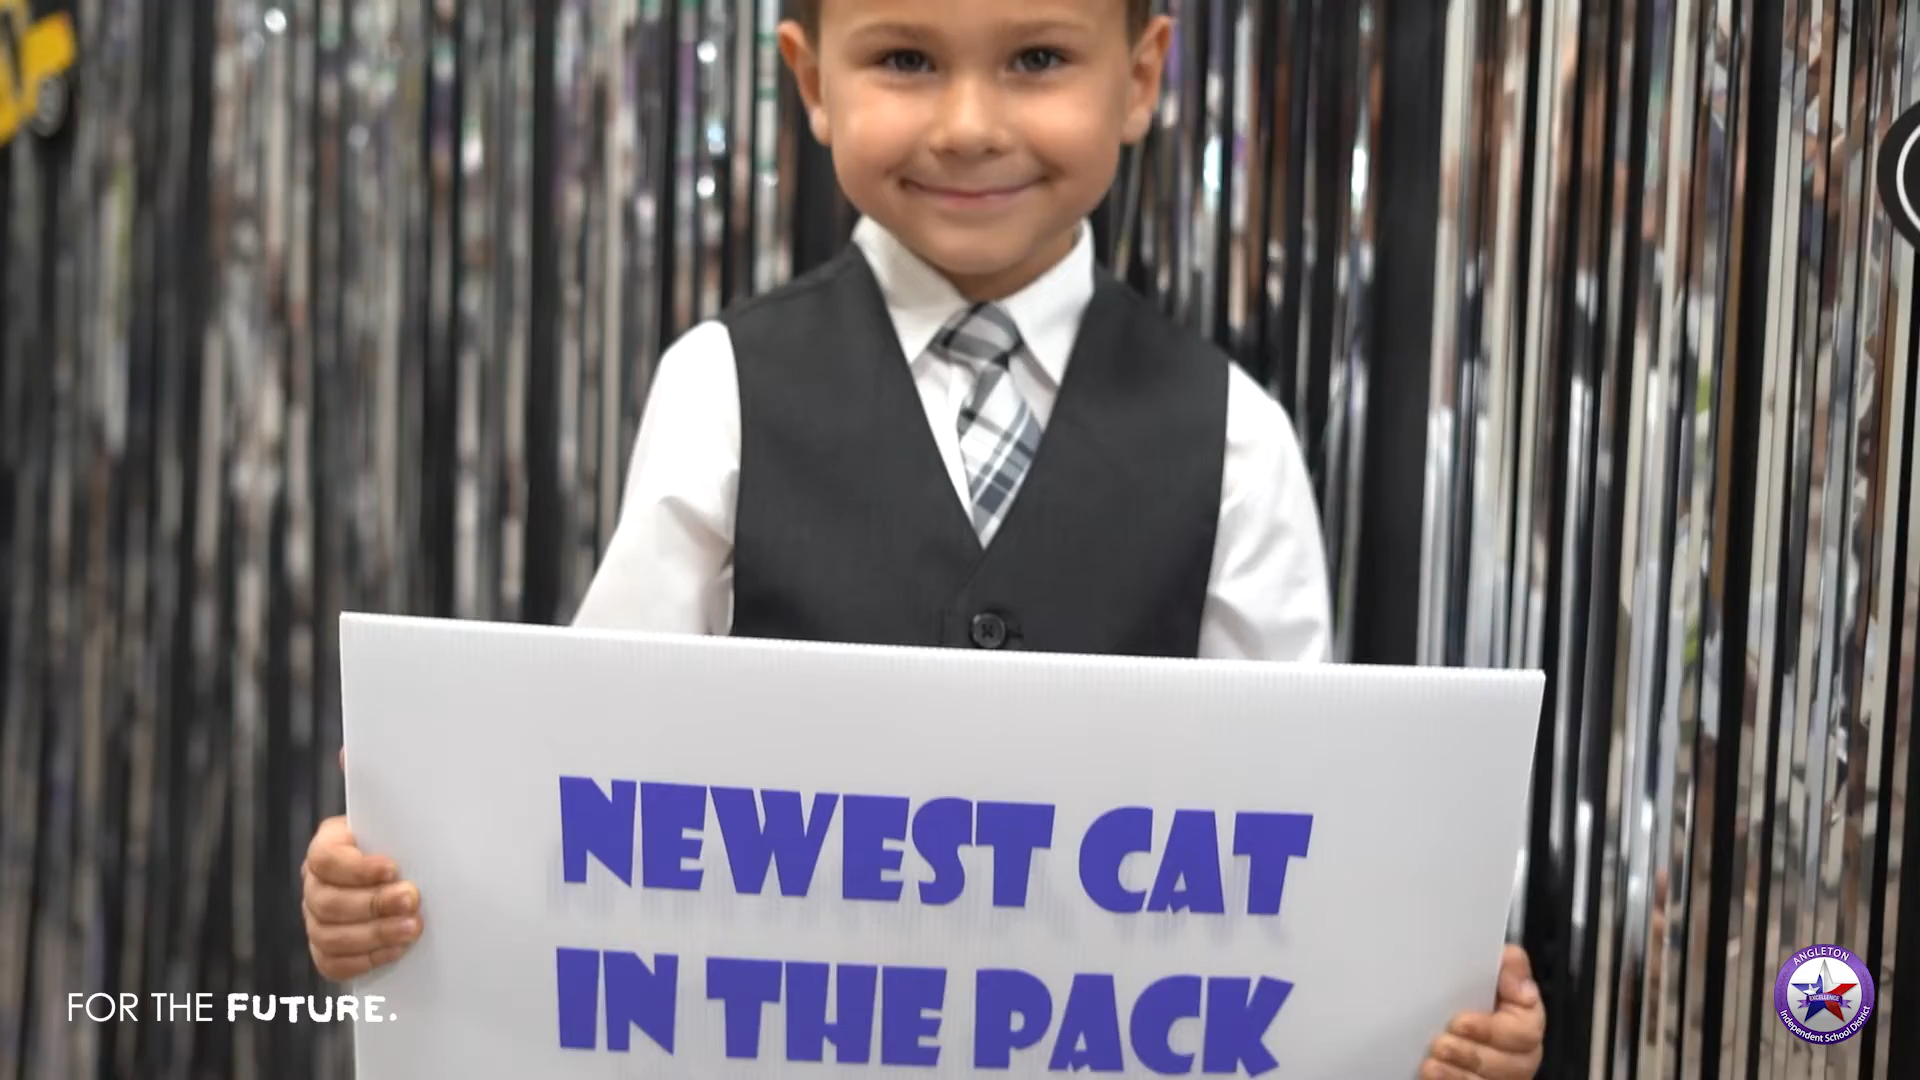 NEWEST CAT
IN THE PACK
FOR THE FUTURE.
ANGLETON
EXCELLENCE
Independent School District